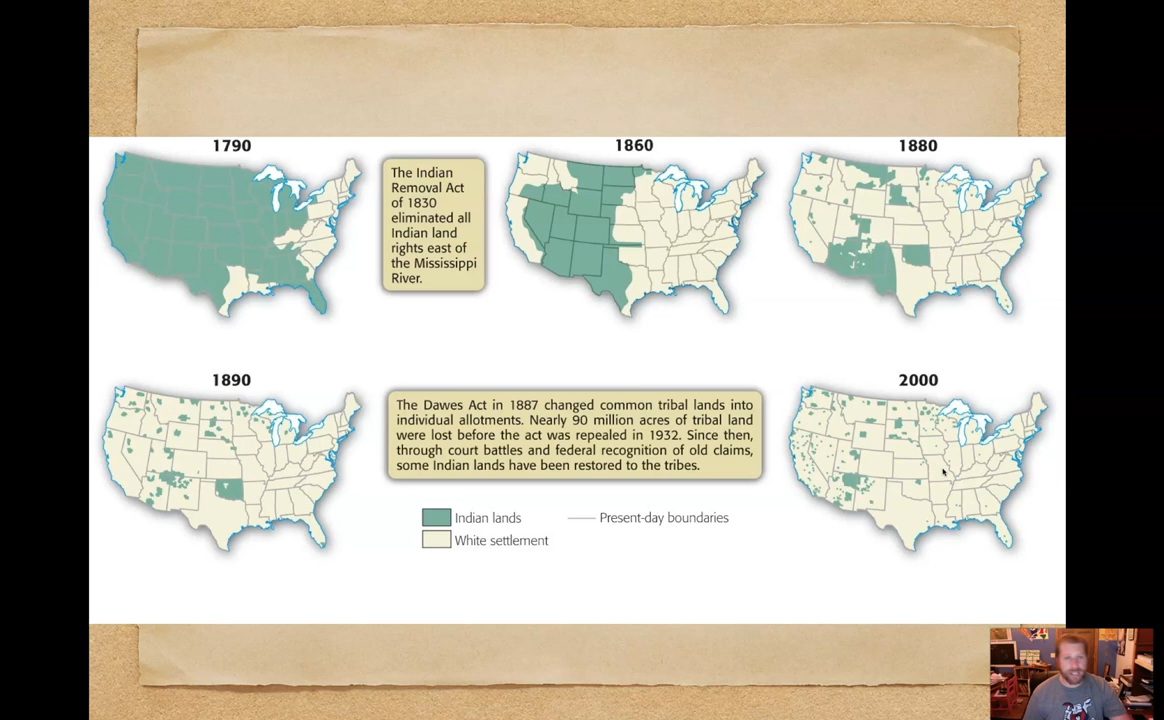 1790
1860
1880
The Indian
Removal Act
of 1830
eliminated all
Indian land
rights east of
the Mississippi
River.
1890
2000
The Dawes Act in 1887 changed common tribal lands into
individual allotments. Nearly 90 million acres of tribal land
were lost before the act was repealed in 1932. Since then,
through court battles and federal recognition of old claims,
some Indian lands have been restored to the tribes.
Indian lands
Present-day boundaries
White settlement